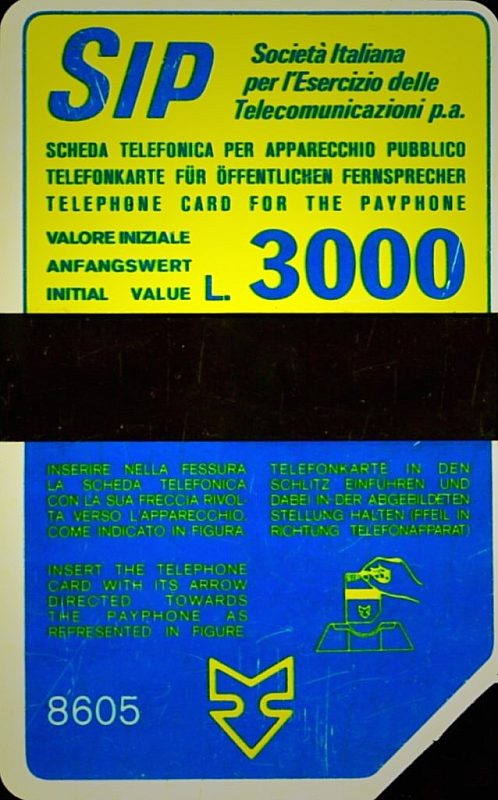 SIP
Società Italiana
per l'Esercizio delle
Telecomunicazioni p.a.
SCHEDA TELEFONICA PER APPARECCHIO PUBBLICO
TELEFONKARTE FÜR ÖFFENTLICHEN FERNSPRECHER
TELEPHONE CARD FOR THE PAYPHONE
VALORE INIZIALE
ANFANGSWERT
INITIAL VALUE L. 3000
INSERIRE NELLA FESSURA
LA SCHEDA TELEFONICA
CON LA SUA FRECCIA RIVOL-
TA VERSO L'APPARECCHIO.
COME INDICATO IN FIGURA
TELEFONKARTE IN DEN
SCHLITZ EINFÜHREN UND
DABEI IN DER ABGEBILDETEN
STELLUNG HALTEN (PFEIL IN
RICHTUNG TELEFONAPPARAT)
INSERT THE TELEPHONE
CARD WITH ITS ARROW
DIRECTED TOWARDS
THE PAYPHONE AS
REPRESENTED IN FIGURE.
8605